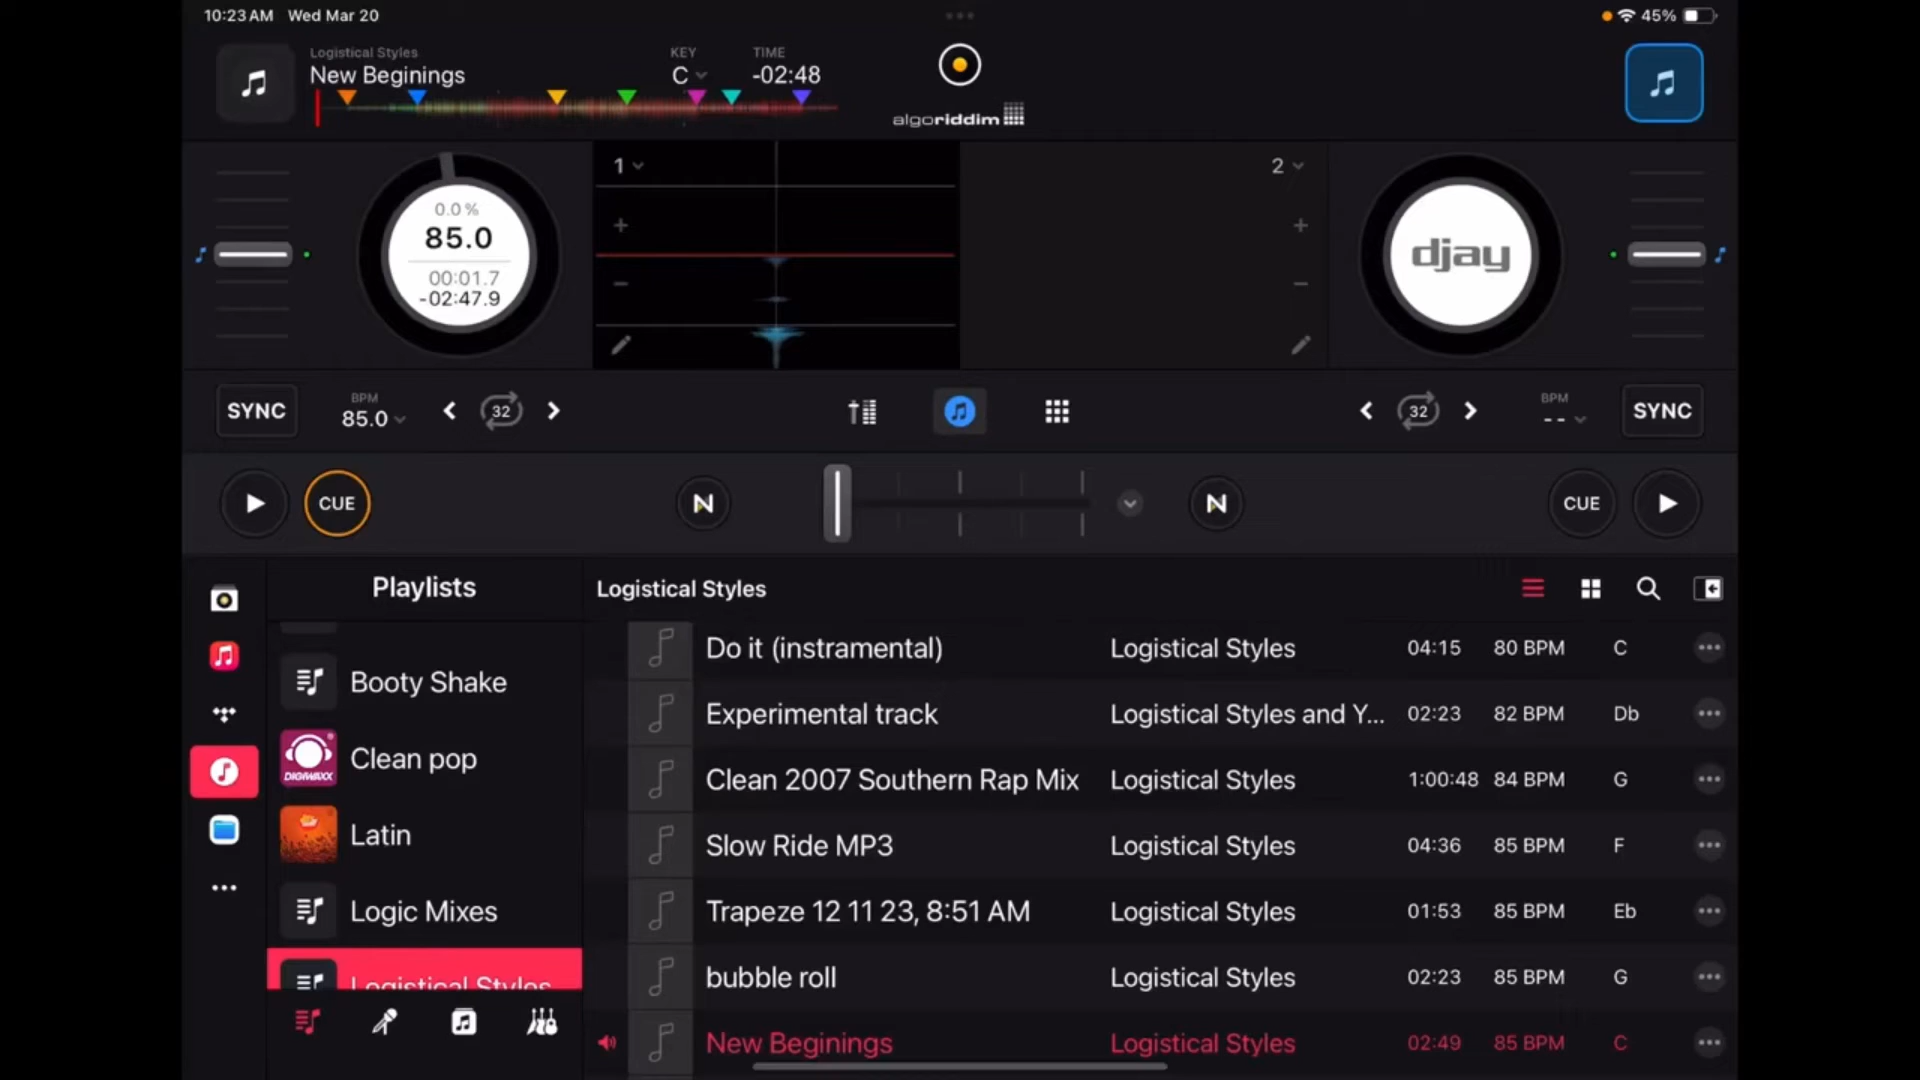 10:23 AM Wed Mar 20
45%
Logistical Styles
New Beginings
KEY
C
TIME
-02:48
algoriddim
1
2
0.0 %
85.0
00:01.7
-02:47.9
djay
SYNC
BPM
85.0
32
32
BPM
--
SYNC
CUE
CUE
Playlists
Logistical Styles
Booty Shake
DIGIWAXX
Clean pop
Latin
Logic Mixes
Logistical Styles
Do it (instramental) Logistical Styles 04:15 80 BPM C
Experimental track Logistical Styles and Y... 02:23 82 BPM Db
Clean 2007 Southern Rap Mix Logistical Styles 1:00:48 84 BPM G
Slow Ride MP3 Logistical Styles 04:36 85 BPM F
Trapeze 12 11 23, 8:51 AM Logistical Styles 01:53 85 BPM Eb
bubble roll Logistical Styles 02:23 85 BPM G
New Beginings Logistical Styles 02:49 85 BPM C